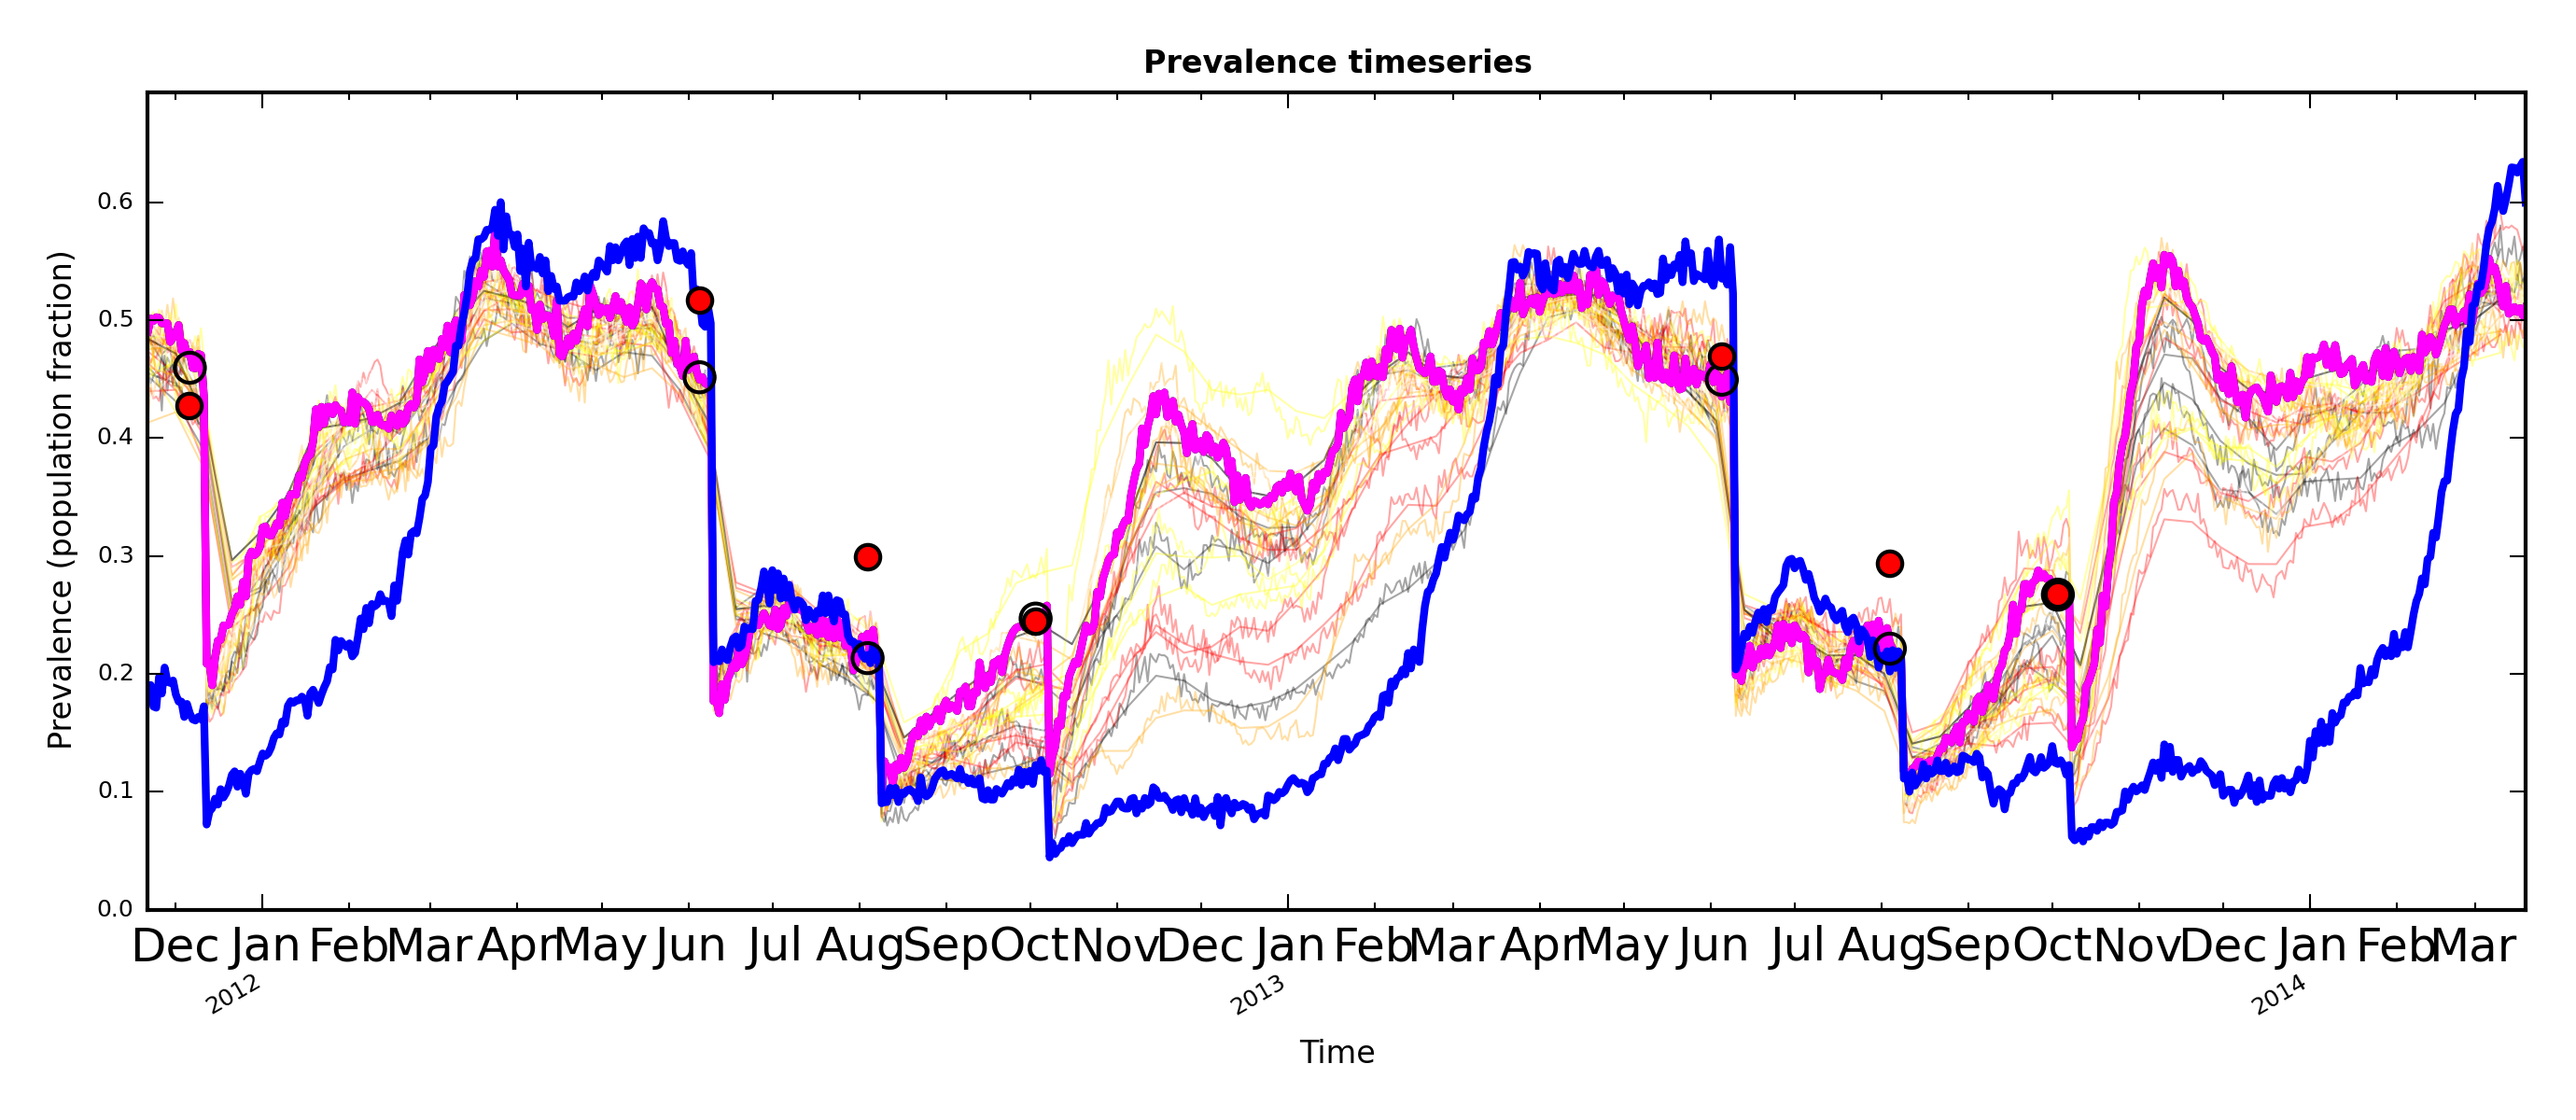 Prevalence timeseries
Prevalence (population fraction)
0.6
0.5
0.4
0.3
0.2
0.1
0.0
Dec Jan Feb Mar Apr May Jun Jul Aug Sep Oct Nov Dec Jan Feb Mar Apr May Jun Jul Aug Sep Oct Nov Dec Jan Feb Mar
2012 2013 2014
Time